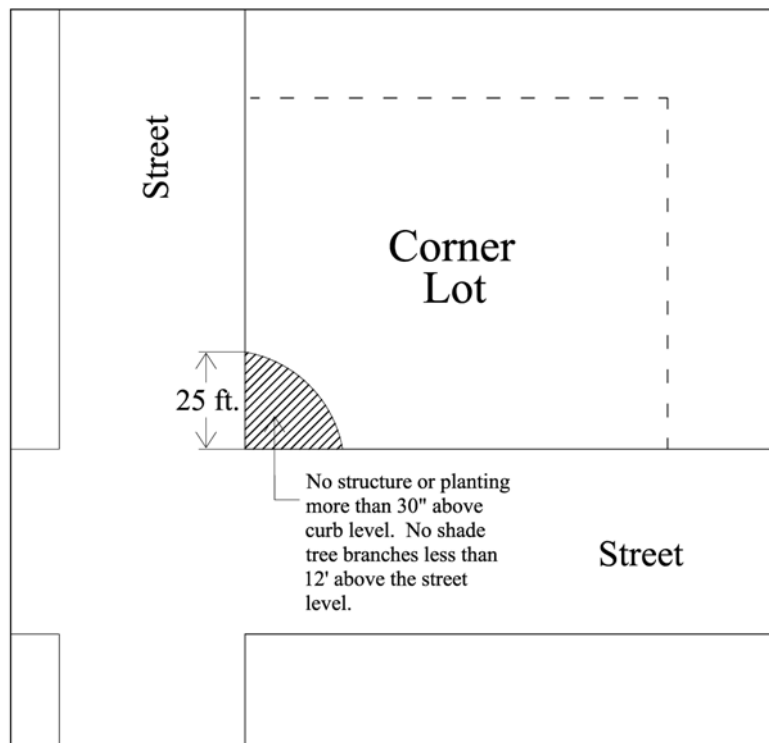 Street
Corner
Lot
25 ft.
No structure or planting
more than 30" above
curb level.  No shade
tree branches less than
12' above the street
level.
Street